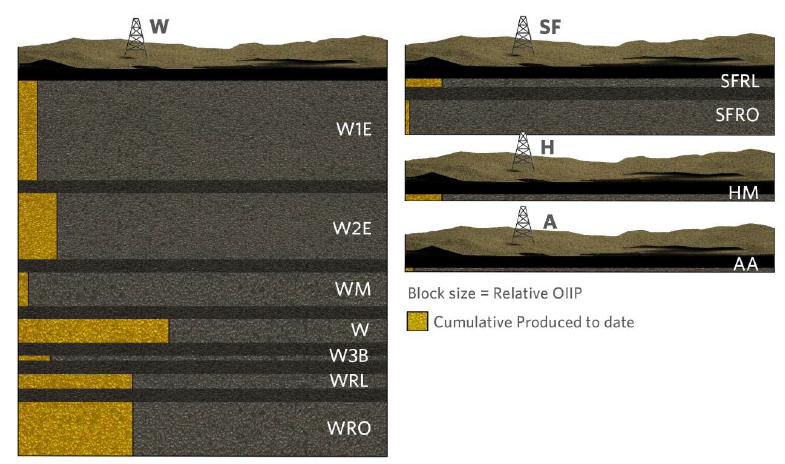 W
W1E
W2E
WM
W
W3B
WRL
WRO
SF
SFRL
SFRO
H
HM
A
AA
Block size = Relative OIIP
Cumulative Produced to date